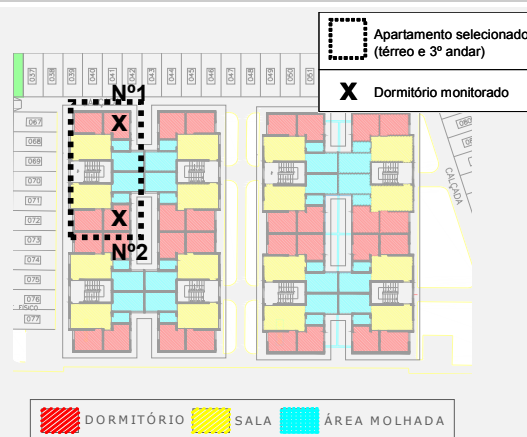 Apartamento selecionado
(térreo e 3º andar)
X Dormitório monitorado
037 038 039 040 041 042 043 044 045 046 047 048 049 050 051
Nº1
X
067
068
069
070
071
072
073
074
075
076
077
X
Nº2
CALÇADA
DORMITÓRIO SALA ÁREA MOLHADA